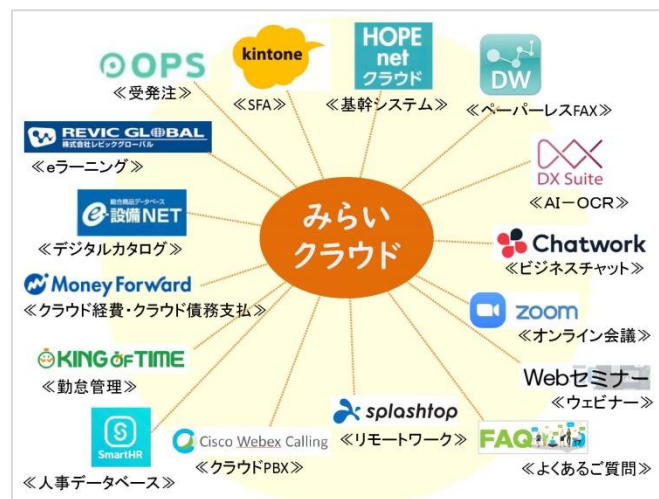 OPS
≪受発注≫
kintone
≪SFA≫
HOPE
net
クラウド
≪基幹システム≫
DW
≪ペーパーレスFAX≫
REVIC GLOBAL
株式会社レビックグローバル
≪eラーニング≫
DX Suite
≪AI－OCR≫
みらい
クラウド
総合商品データベース
e・設備NET
≪デジタルカタログ≫
Chatwork
≪ビジネスチャット≫
Money Forward
≪クラウド経費・クラウド債務支払≫
zoom
≪オンライン会議≫
KING OF TIME
≪勤怠管理≫
Webセミナー
≪ウェビナー≫
SmartHR
≪人事データベース≫
Cisco Webex Calling
≪クラウドPBX≫
splashtop
≪リモートワーク≫
FAQ
≪よくあるご質問≫